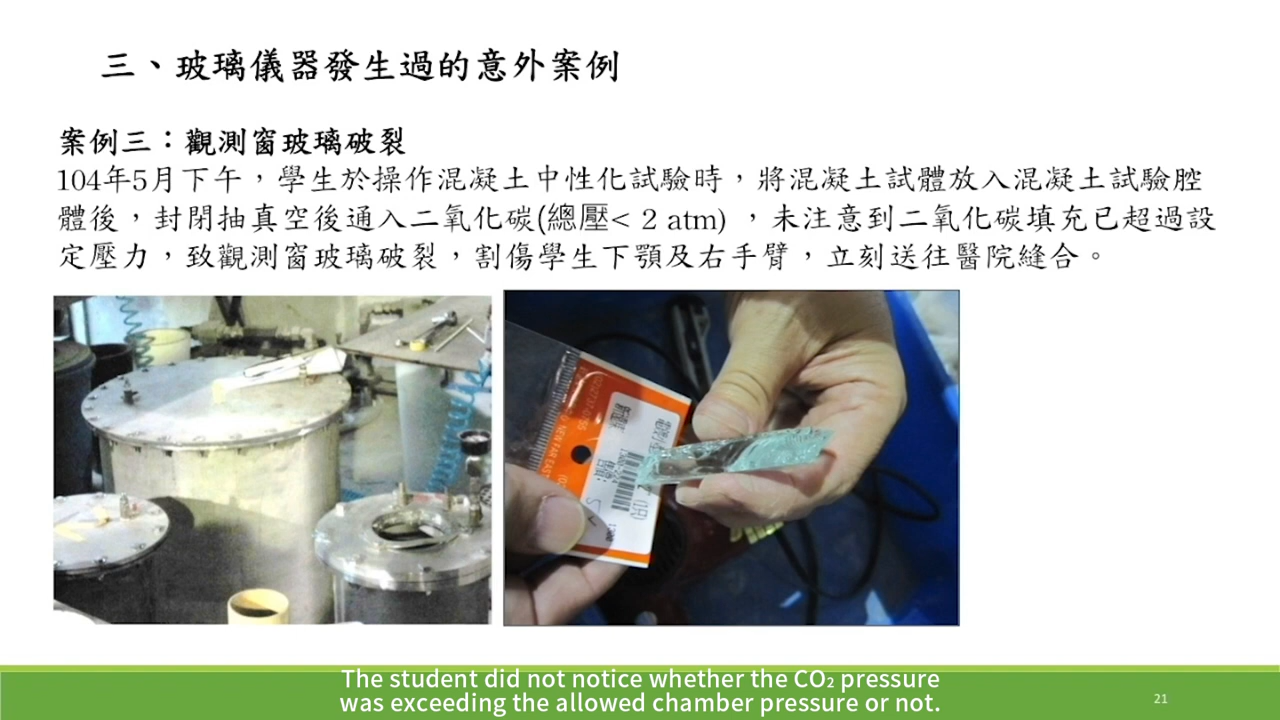 三、玻璃儀器發生過的意外案例
案例三：觀測窗玻璃破裂
104年5月下午，學生於操作混凝土中性化試驗時，將混凝土試體放入混凝土試驗腔
體後，封閉抽真空後通入二氧化碳(總壓< 2 atm) ，未注意到二氧化碳填充已超過設
定壓力，致觀測窗玻璃破裂，割傷學生下顎及右手臂，立刻送往醫院縫合。
NEW FAR EAST
The student did not notice whether the CO₂ pressure
was exceeding the allowed chamber pressure or not.
21